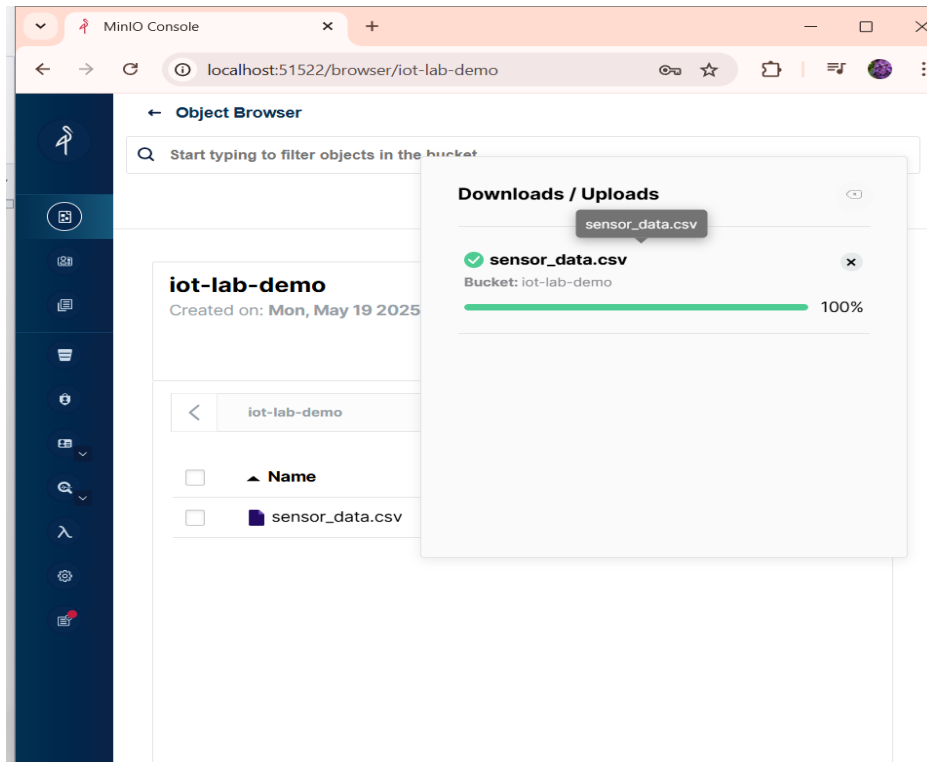 MinIO Console
localhost:51522/browser/iot-lab-demo
Object Browser
Start typing to filter objects in the bucket
Downloads / Uploads
sensor_data.csv
sensor_data.csv
Bucket: iot-lab-demo
100%
iot-lab-demo
Created on: Mon, May 19 2025
iot-lab-demo
Name
sensor_data.csv